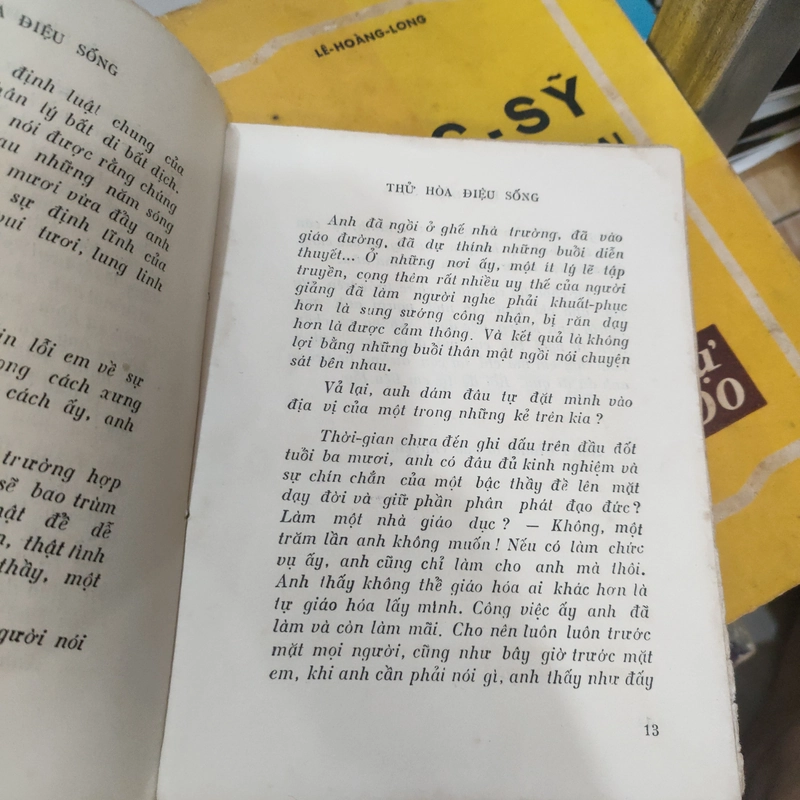 A ĐIỆU SỐNG
định luật chung của
lý bất di bất dịch.
nói được rằng chúng
những năm sóng
mươi vừa đầy anh
sự định tĩnh của
tươi, lung linh
lỗi em về sự
cách xưng
cách ấy, anh
trường hợp
sẽ bao trùm
đề dễ
thật tình
thầy, một
nói
LÊ-HOÀNG-LONG
SỸ
THỬ HÒA ĐIỆU SỐNG
Anh đã ngồi ở ghế nhà trường, đã vào
giáo đường, đã dự thính những buổi diễn
thuyết... Ở những nơi ấy, một ít lý lẽ tập
truyền, cọng thêm rất nhiều uy thế của người
giảng đã làm người nghe phải khuất-phục
hơn là sung sướng công nhận, bị răn dạy
hơn là được cảm thông. Và kết quả là không
lợi bằng những buổi thân mật ngồi nói chuyện
sát bên nhau.
Vả lại, auh dám đâu tự đặt mình vào
địa vị của một trong những kẻ trên kia ?
Thời-gian chưa đến ghi dấu trên đầu đốt
tuổi ba mươi, anh có đâu đủ kinh nghiệm và
sự chín chắn của một bậc thầy đề lên mặt
dạy đời và giữ phần phân phát đạo đức ?
Làm một nhà giáo dục ? — Không, một
trăm lần anh không muốn ! Nếu có làm chức
vụ ấy, anh cũng chỉ làm cho anh mà thôi.
Anh thấy không thể giáo hóa ai khác hơn là
tự giáo hóa lấy mình. Công việc ấy anh đã
làm và còn làm mãi. Cho nên luôn luôn trước
mặt mọi người, cũng như bây giờ trước mặt
em, khi anh cần phải nói gì, anh thấy như đấy
13